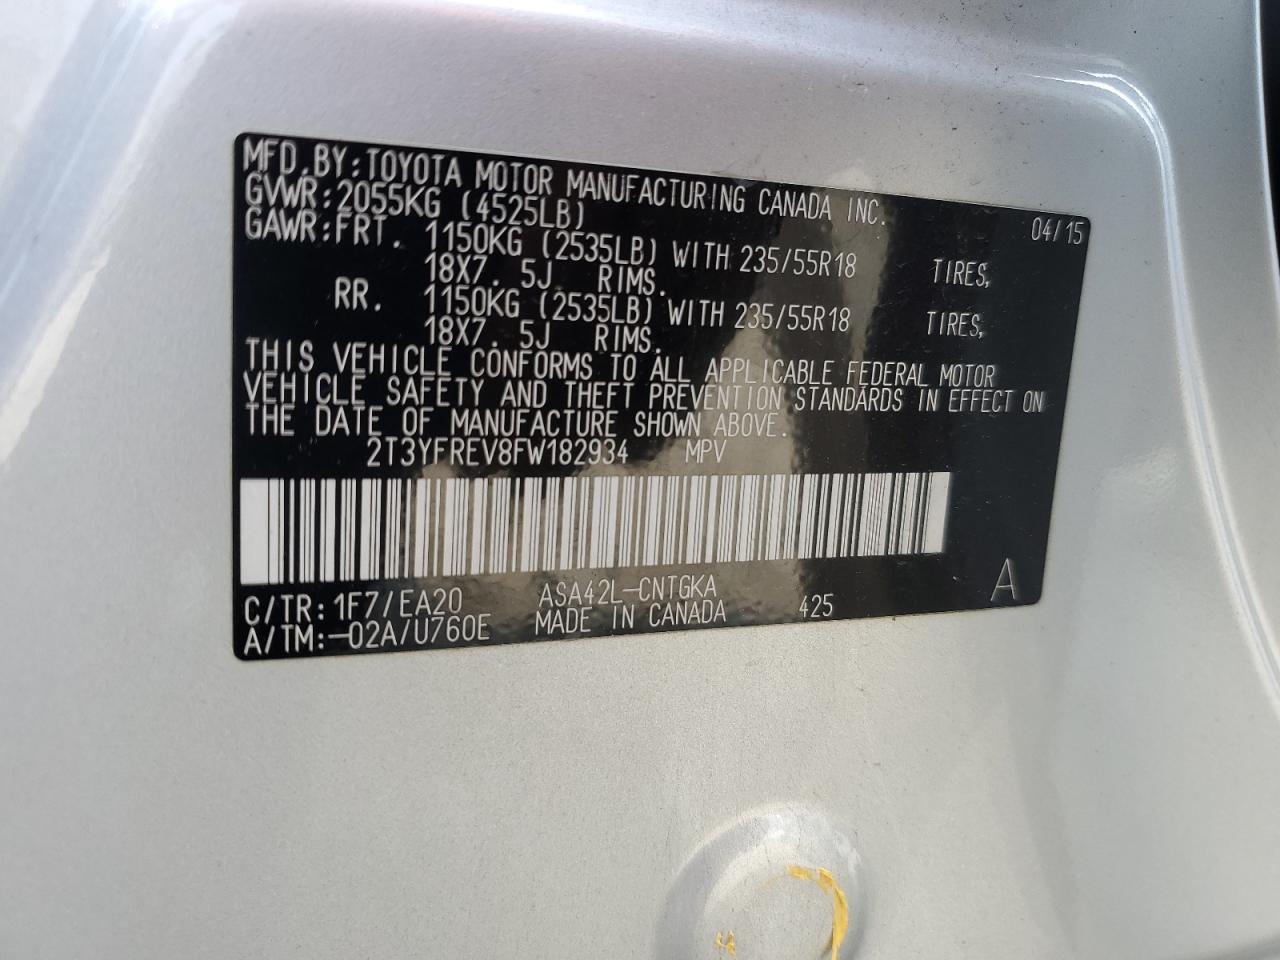 MFD.BY:TOYOTA MOTOR MANUFACTURING CANADA INC. 04/15
GVWR:2055KG (4525LB)
GAWR:FRT. 1150KG (2535LB) WITH 235/55R18 TIRES,
18X7.5J RIMS.
RR. 1150KG (2535LB) WITH 235/55R18 TIRES,
18X7.5J RIMS.
THIS VEHICLE CONFORMS TO ALL APPLICABLE FEDERAL MOTOR
VEHICLE SAFETY AND THEFT PREVENTION STANDARDS IN EFFECT ON
THE DATE OF MANUFACTURE SHOWN ABOVE.
2T3YFREV8FW182934 MPV
C/TR:1F7/EA20 ASA42L-CNTGKA A
A/TM:-02A/U760E MADE IN CANADA 425